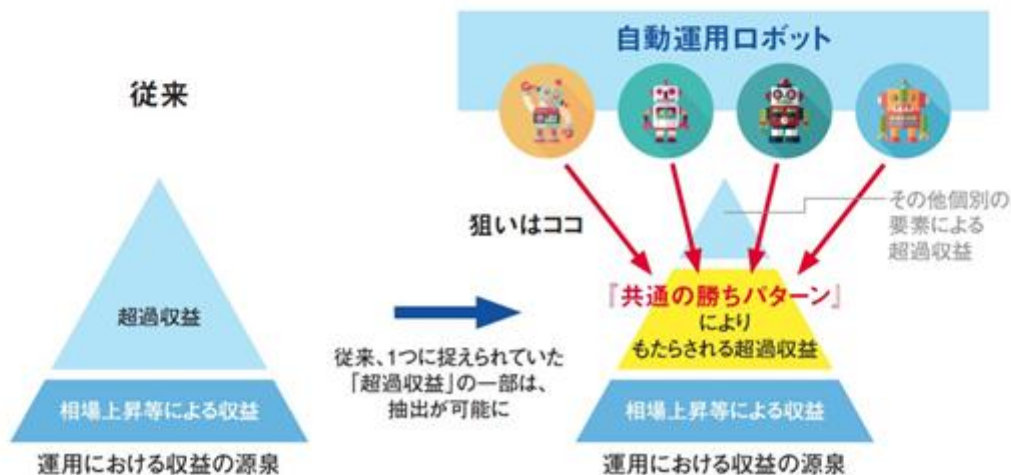 従来
超過収益
相場上昇等による収益
運用における収益の源泉
従来、1つに捉えられていた
「超過収益」の一部は、
抽出が可能に
自動運用ロボット
狙いはココ
その他個別の
要素による
超過収益
『共通の勝ちパターン』
により
もたらされる超過収益
相場上昇等による収益
運用における収益の源泉